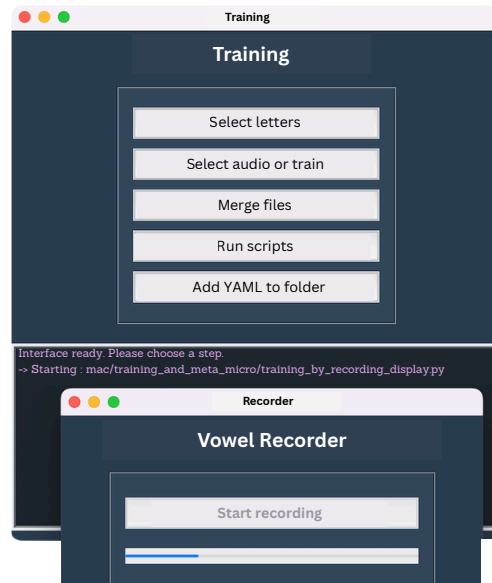 Training
Training
Select letters
Select audio or train
Merge files
Run scripts
Add YAML to folder
Interface ready. Please choose a step.
-> Starting : mac/training_and_meta_micro/training_by_recording_display.py
Recorder
Vowel Recorder
Start recording